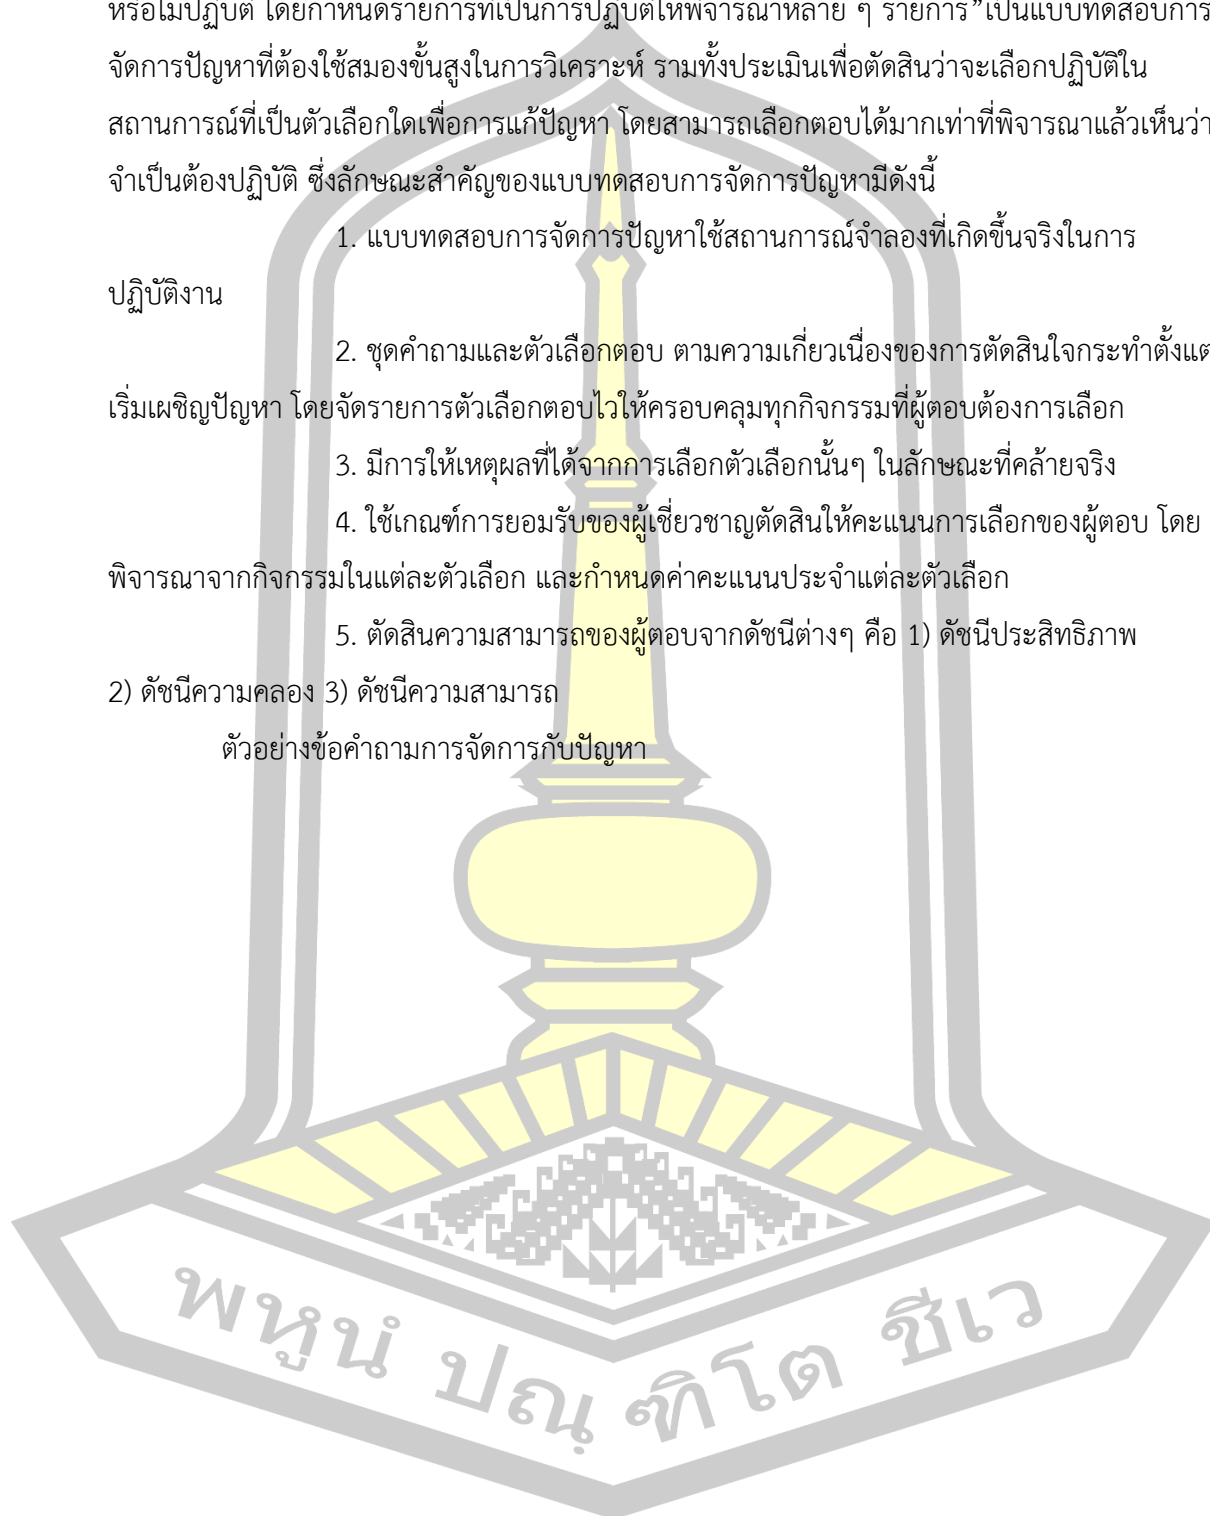 หรือไม่ปฏิบัติ โดยกำหนดรายการที่เป็นการปฏิบัติให้พิจารณาหลาย ๆ รายการ”เป็นแบบทดสอบการ
จัดการปัญหาที่ต้องใช้สมองขั้นสูงในการวิเคราะห์ รามทั้งประเมินเพื่อตัดสินว่าจะเลือกปฏิบัติใน
สถานการณ์ที่เป็นตัวเลือกใดเพื่อการแก้ปัญหา โดยสามารถเลือกตอบได้มากเท่าที่พิจารณาแล้วเห็นว่า
จำเป็นต้องปฏิบัติ ซึ่งลักษณะสำคัญของแบบทดสอบการจัดการปัญหามีดังนี้
1. แบบทดสอบการจัดการปัญหาใช้สถานการณ์จำลองที่เกิดขึ้นจริงในการ
ปฏิบัติงาน
2. ชุดคำถามและตัวเลือกตอบ ตามความเกี่ยวเนื่องของการตัดสินใจกระทำตั้งแต่
เริ่มเผชิญปัญหา โดยจัดรายการตัวเลือกตอบไวให้ครอบคลุมทุกกิจกรรมที่ผู้ตอบต้องการเลือก
3. มีการให้เหตุผลที่ได้จากการเลือกตัวเลือกนั้นๆ ในลักษณะที่คล้ายจริง
4. ใช้เกณฑ์การยอมรับของผู้เชี่ยวชาญตัดสินให้คะแนนการเลือกของผู้ตอบ โดย
พิจารณาจากกิจกรรมในแต่ละตัวเลือก และกำหนดค่าคะแนนประจำแต่ละตัวเลือก
5. ตัดสินความสามารถของผู้ตอบจากดัชนีต่างๆ คือ 1) ดัชนีประสิทธิภาพ
2) ดัชนีความคลอง 3) ดัชนีความสามารถ
ตัวอย่างข้อคำถามการจัดการกับปัญหา
พหูนํ ปณฺฑิโต ชีเว